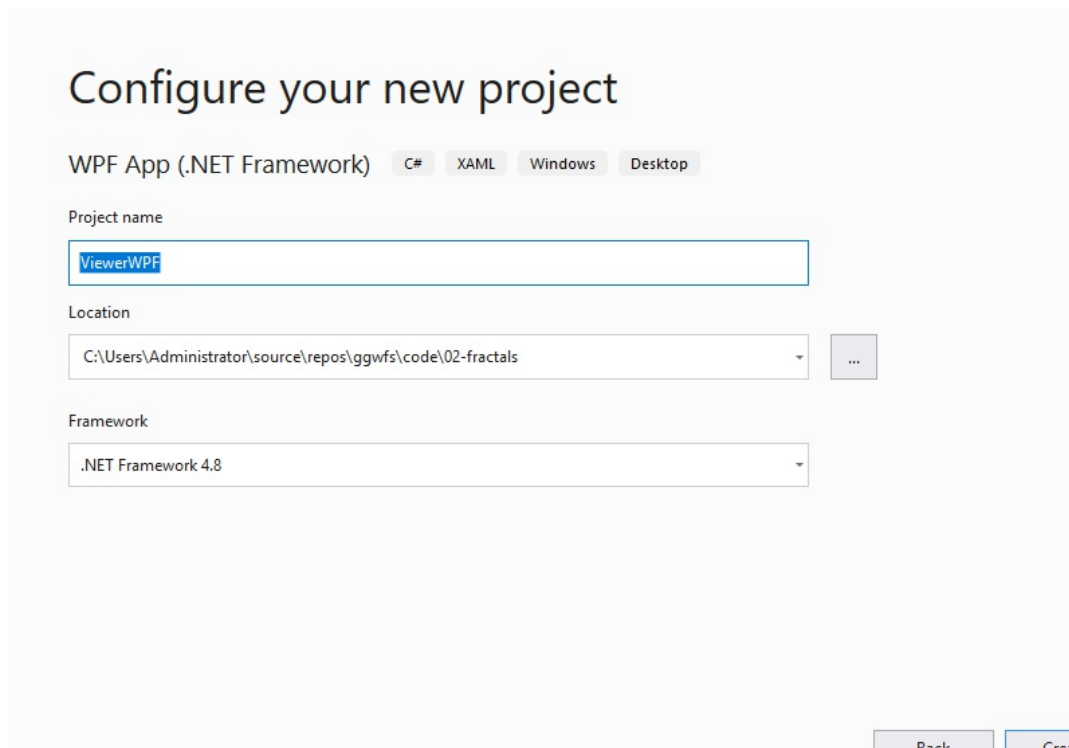 Configure your new project
WPF App (.NET Framework) C# XAML Windows Desktop
Project name
ViewerWPF
Location
C:\Users\Administrator\source\repos\ggwfs\code\02-fractals
...
Framework
.NET Framework 4.8
Back